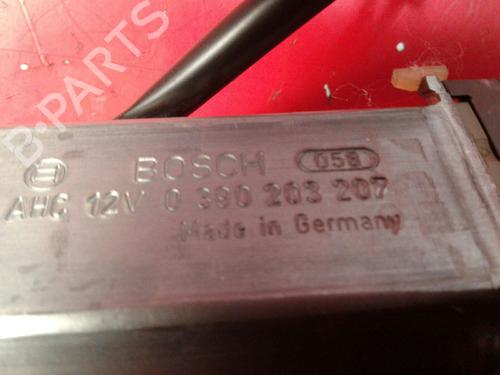 B-PARTS
BOSCH 058
AHC 12V 0 390 203 207
Made in Germany